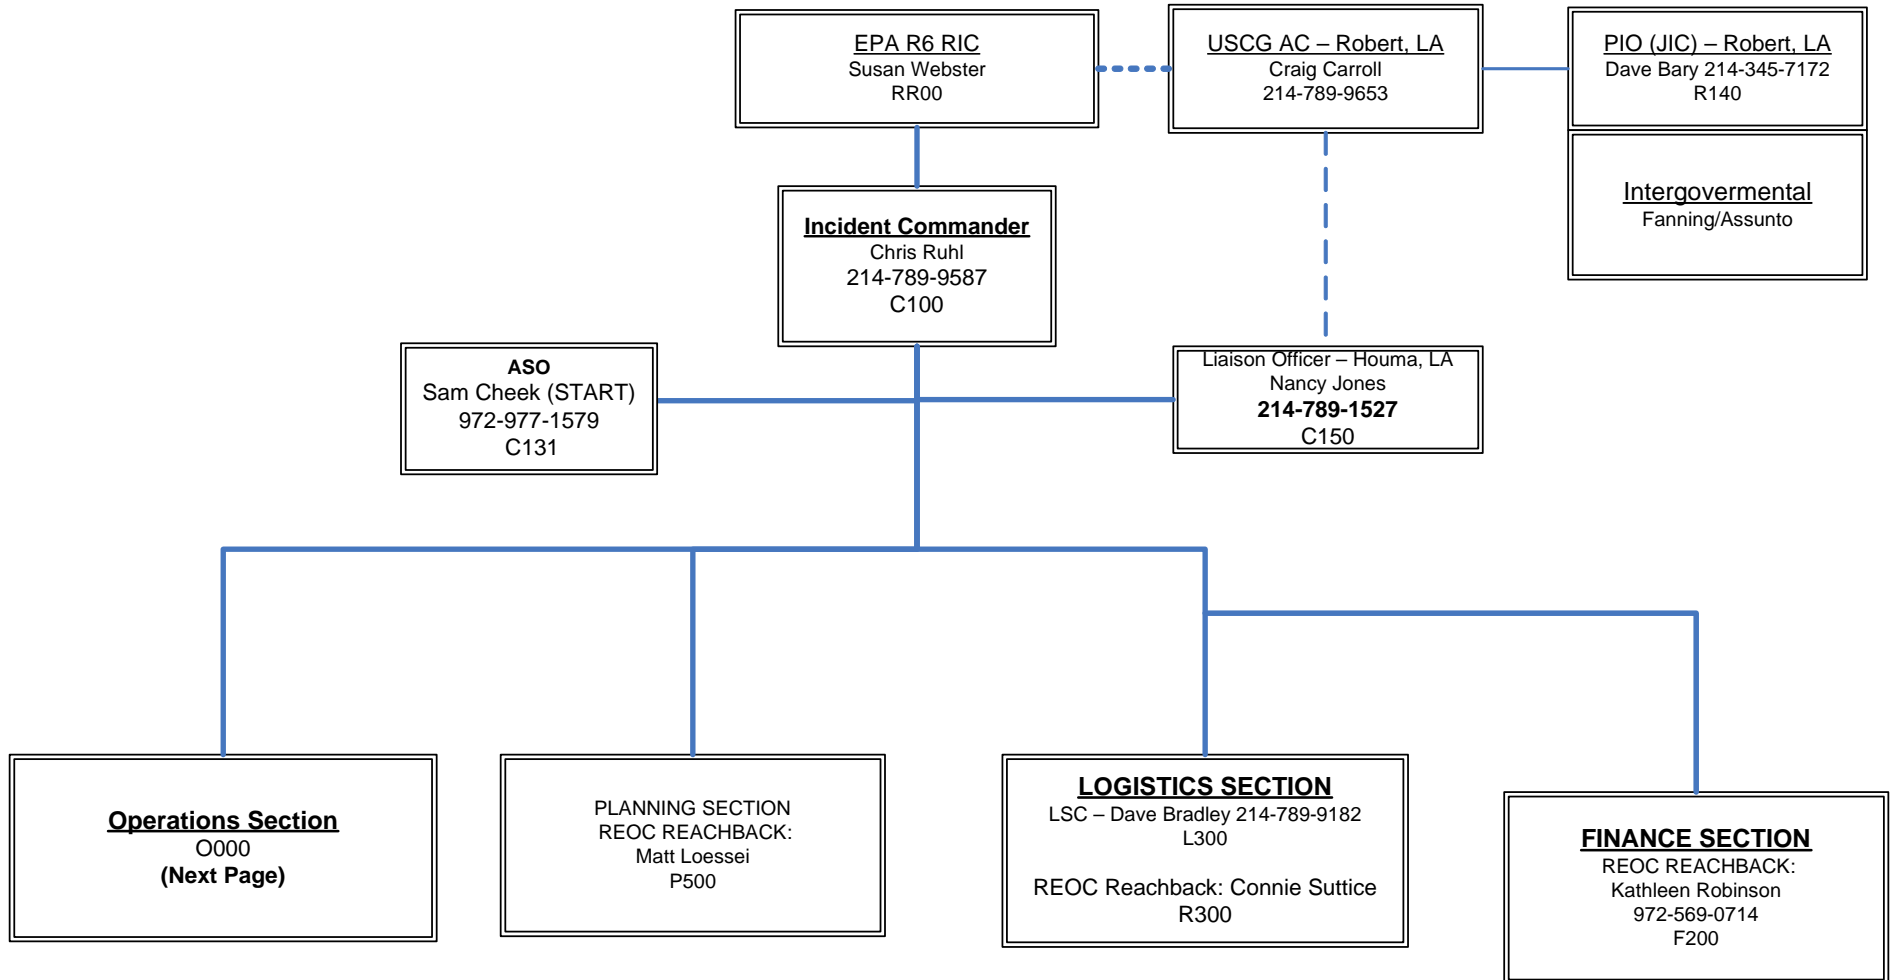 EPA R6 RIC
Susan Webster
RR00
USCG AC – Robert, LA
Craig Carroll
214-789-9653
PIO (JIC) – Robert, LA
Dave Bary 214-345-7172
R140
Intergovermental
Fanning/Assunto
Incident Commander
Chris Ruhl
214-789-9587
C100
ASO
Sam Cheek (START)
972-977-1579
C131
Liaison Officer – Houma, LA
Nancy Jones
214-789-1527
C150
Operations Section
O000
(Next Page)
PLANNING SECTION
REOC REACHBACK:
Matt Loessei
P500
LOGISTICS SECTION
LSC – Dave Bradley 214-789-9182
L300
REOC Reachback: Connie Suttice
R300
FINANCE SECTION
REOC REACHBACK:
Kathleen Robinson
972-569-0714
F200